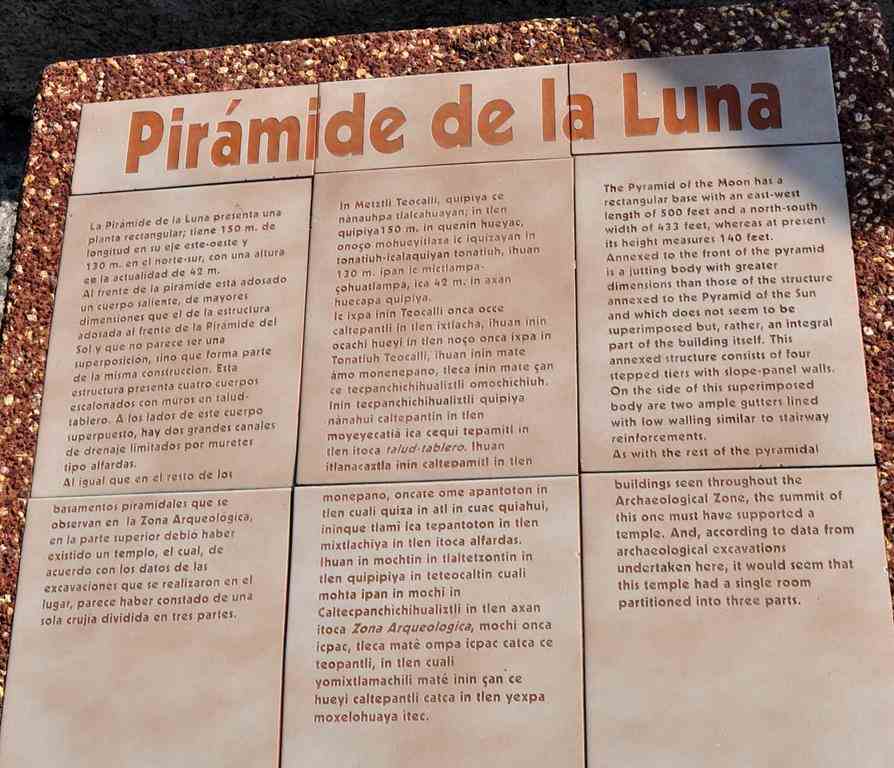 Pirámide de la Luna
La Pirámide de la Luna presenta una
planta rectangular; tiene 150 m. de
longitud en su eje este-oeste y
130 m. en el norte-sur, con una altura
en la actualidad de 42 m.
Al frente de la pirámide está adosado
un cuerpo saliente, de mayores
dimensiones que el de la estructura
adosada al frente de la Pirámide del
Sol y que no parece ser una
superposición, sino que forma parte
de la misma construcción. Esta
estructura presenta cuatro cuerpos
escalonados con muros en talud-
tablero. A los lados de este cuerpo
superpuesto, hay dos grandes canales
de drenaje limitados por muretes
tipo alfardas.
Al igual que en el resto de los
basamentos piramidales que se
observan en la Zona Arqueológica,
en la parte superior debió haber
existido un templo, el cual, de
acuerdo con los datos de las
excavaciones que se realizaron en el
lugar, parece haber constado de una
sola crujía dividida en tres partes.
In Metztli Teocalli, quipiya ce
nánauhpa tlalcahuayan; in tlen
quipiya 150 m. in quenin hueyac,
onoço mohueyitlaza ic iquizayan in
tonatiuh-icalaquiyan tonatiuh, ihuan
130 m. ipan ic mictlampa-
çohuatlampa, ica 42 m. in axan
huecapa quipiya.
Ic ixpa inin Teocalli onca occe
caltepantli in tlen ixtlacha, ihuan inin
ocachi hueyi in tlen noço onca ixpa in
Tonatiuh Teocalli, ihuan inin mate
ámo monenepano, tleca inin mate çan
ce tecpanchichihualiztli omochichiuh.
Inin tecpanchichihualiztli quipiya
nánahui caltepantin in tlen
moyeyecatia ica cequi tepamitl in
tlen itoca talud-tablero. Ihuan
itlanacaztla inin caltepamitl in tlen
monepano, oncate ome apantoton in
tlen cuali quiza in atl in cuac quiahui,
ininque tlami ica tepantoton in tlen
mixtlachiya in tlen itoca alfardas.
Ihuan in mochtin in tlaltetzontin in
tlen quipipiya in teteocaltin cuali
mohta ipan in mochi in
Caltecpanchichihualiztli in tlen axan
itoca Zona Arqueologica, mochi onca
icpac, tleca maté ompa icpac catca ce
teopantli, in tlen cuali
yomixtlamachili maté inin çan ce
hueyi caltepantli catca in tlen yexpa
moxelohuaya itec.
The Pyramid of the Moon has a
rectangular base with an east-west
length of 500 feet and a north-south
width of 433 feet, whereas at present
its height measures 140 feet.
Annexed to the front of the pyramid
is a jutting body with greater
dimensions than those of the structure
annexed to the Pyramid of the Sun
and which does not seem to be
superimposed but, rather, an integral
part of the building itself. This
annexed structure consists of four
stepped tiers with slope-panel walls.
On the side of this superimposed
body are two ample gutters lined
with low walling similar to stairway
reinforcements.
As with the rest of the pyramidal
buildings seen throughout the
Archaeological Zone, the summit of
this one must have supported a
temple. And, according to data from
archaeological excavations
undertaken here, it would seem that
this temple had a single room
partitioned into three parts.